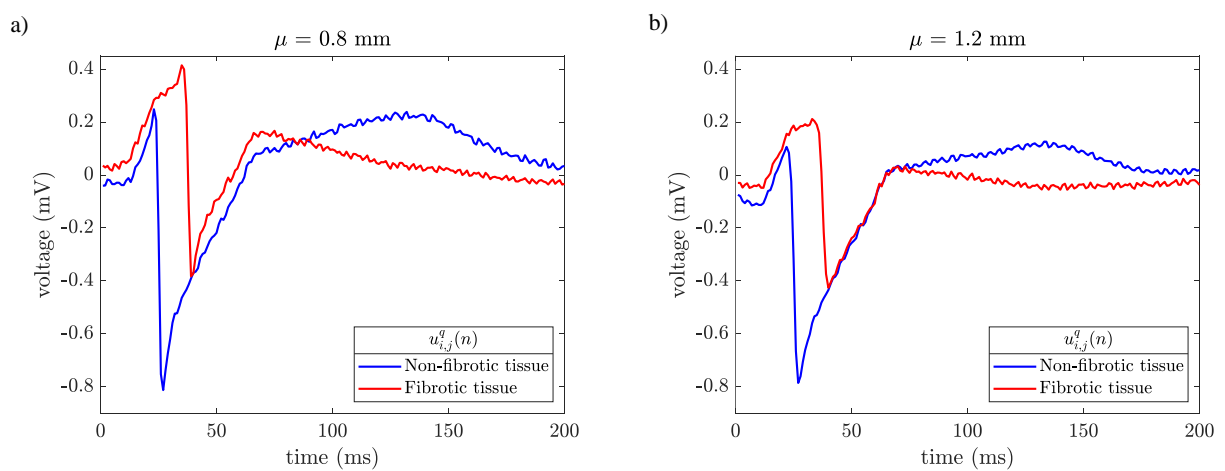 a)
μ = 0.8 mm
voltage (mV)
0.4
0.2
0
-0.2
-0.4
-0.6
-0.8
0
50
100
150
200
time (ms)
u^q_{i,j}(n)
Non-fibrotic tissue
Fibrotic tissue
b)
μ = 1.2 mm
voltage (mV)
0.4
0.2
0
-0.2
-0.4
-0.6
-0.8
0
50
100
150
200
time (ms)
u^q_{i,j}(n)
Non-fibrotic tissue
Fibrotic tissue